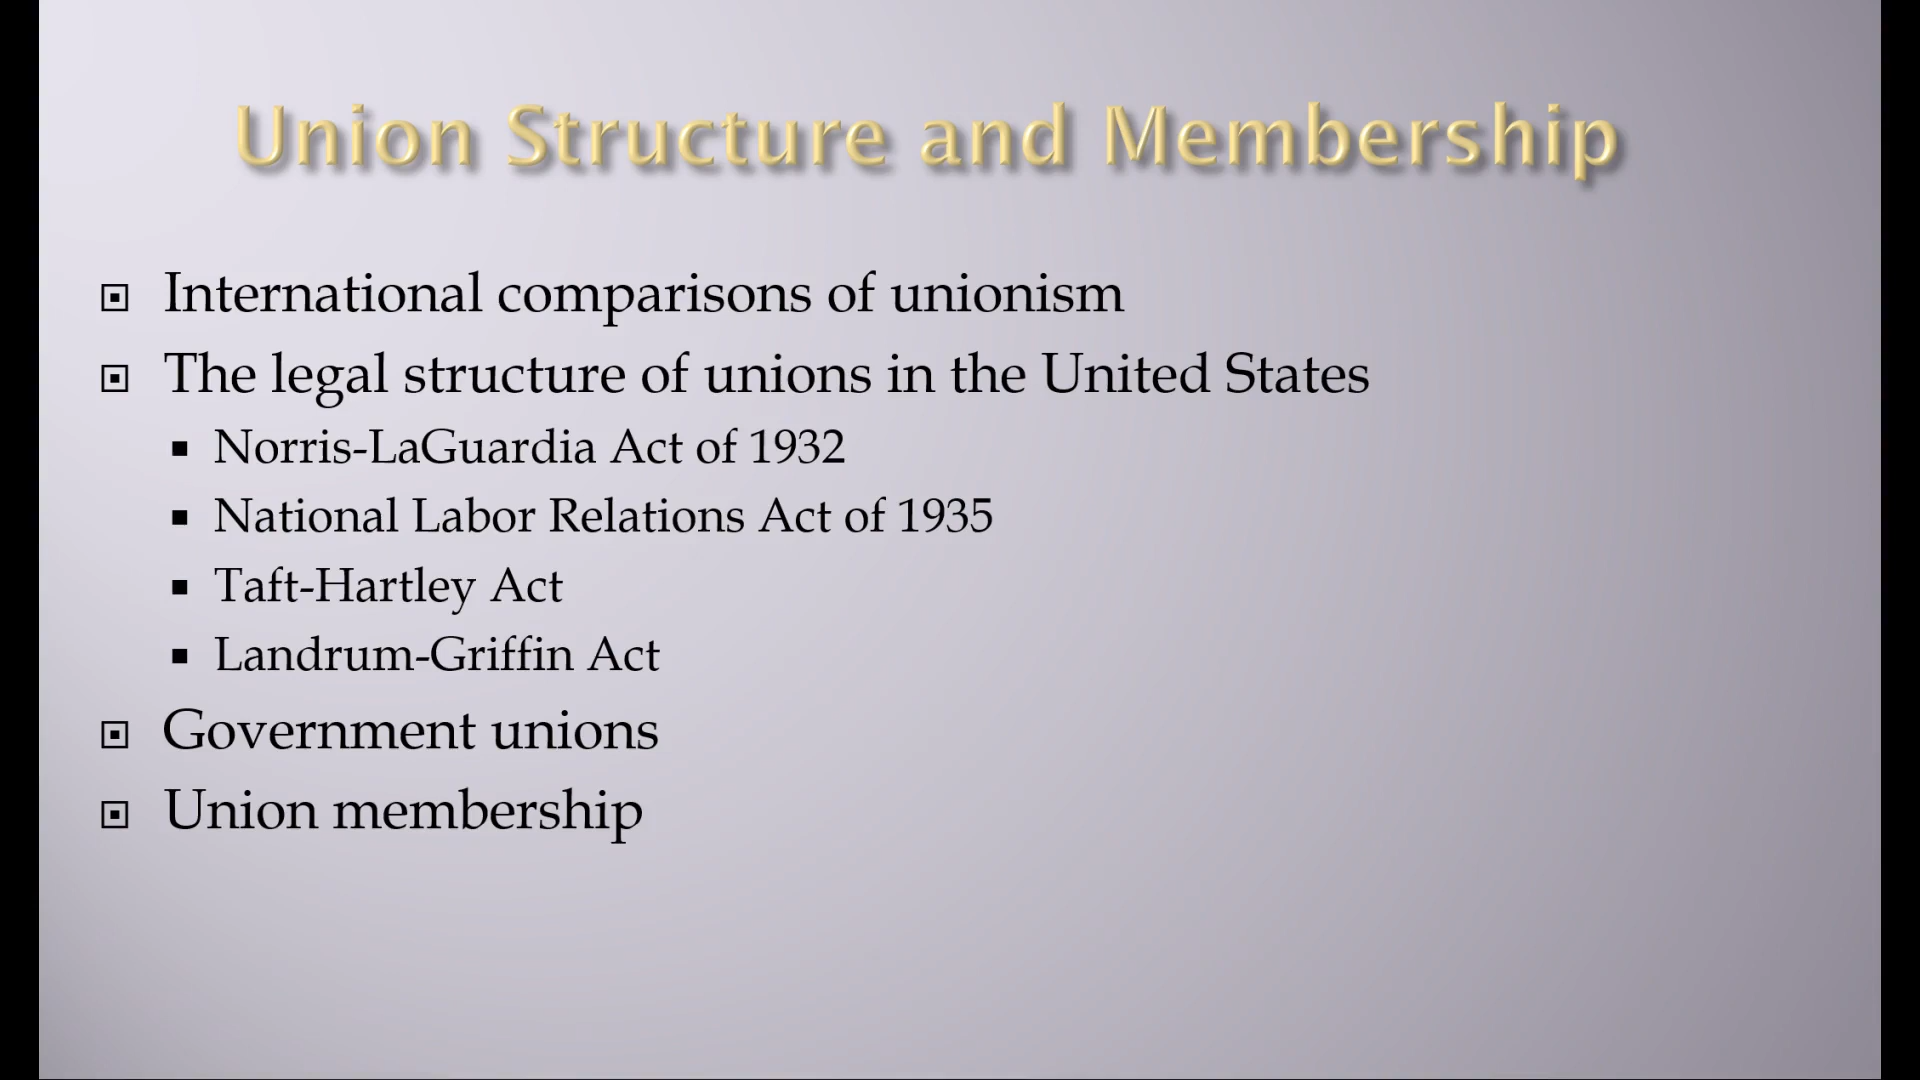 Union Structure and Membership
International comparisons of unionism
The legal structure of unions in the United States
Norris-LaGuardia Act of 1932
National Labor Relations Act of 1935
Taft-Hartley Act
Landrum-Griffin Act
Government unions
Union membership